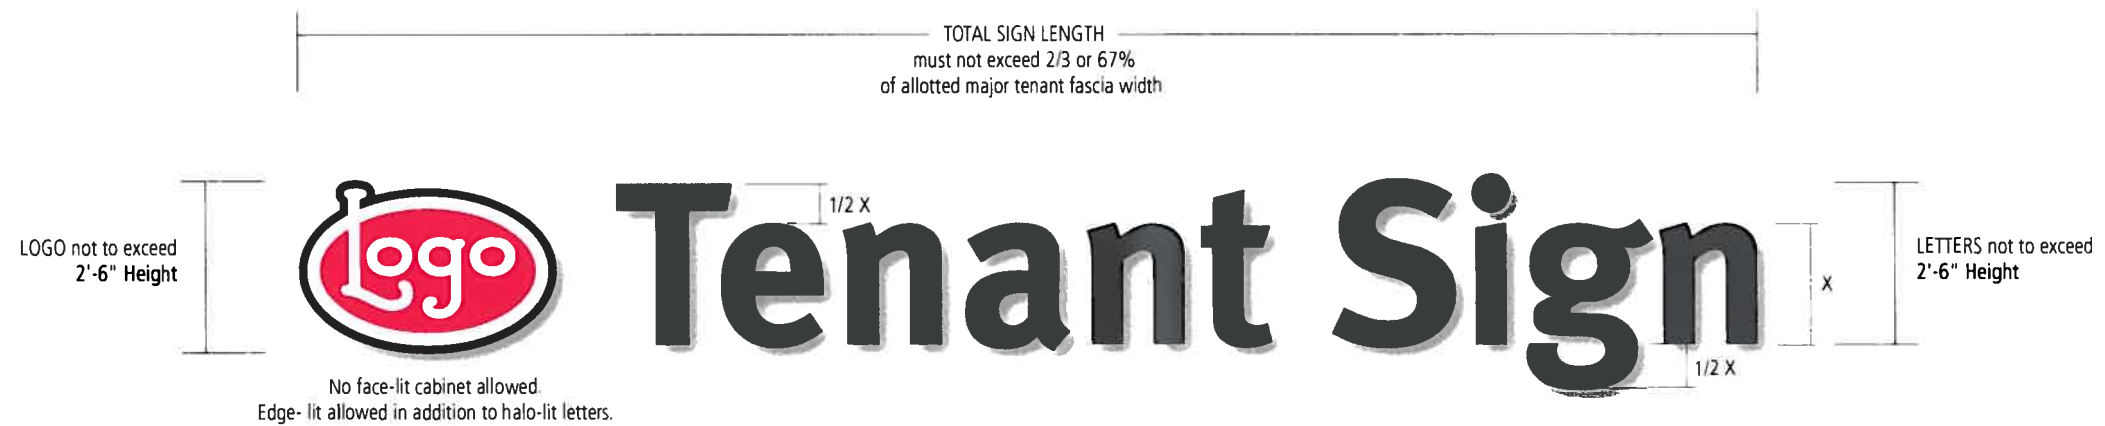 TOTAL SIGN LENGTH
must not exceed 2/3 or 67%
of allotted major tenant fascia width
Logo
Tenant Sign
1/2 X
LOGO not to exceed
2'-6" Height
LETTERS not to exceed
2'-6" Height
X
1/2 X
No face-lit cabinet allowed.
Edge- lit allowed in addition to halo-lit letters.